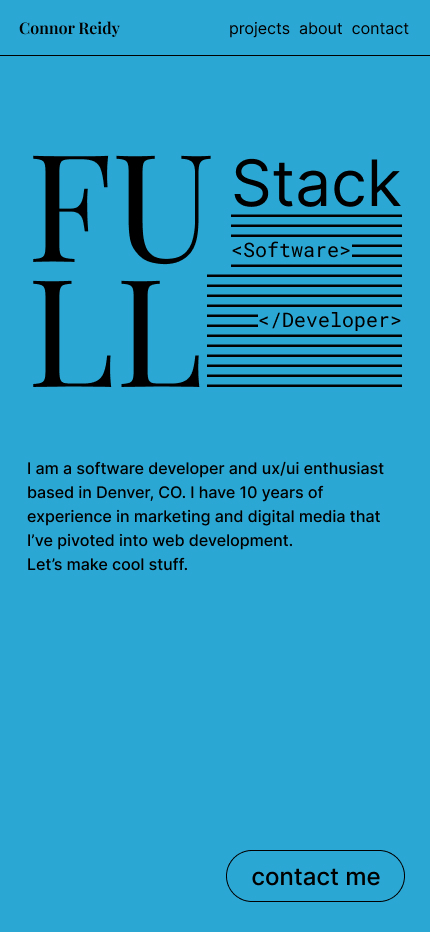 Connor Reidy
projects about contact
FU
LL
Stack
<Software>
</Developer>
I am a software developer and ux/ui enthusiast
based in Denver, CO. I have 10 years of
experience in marketing and digital media that
I’ve pivoted into web development.
Let’s make cool stuff.
contact me